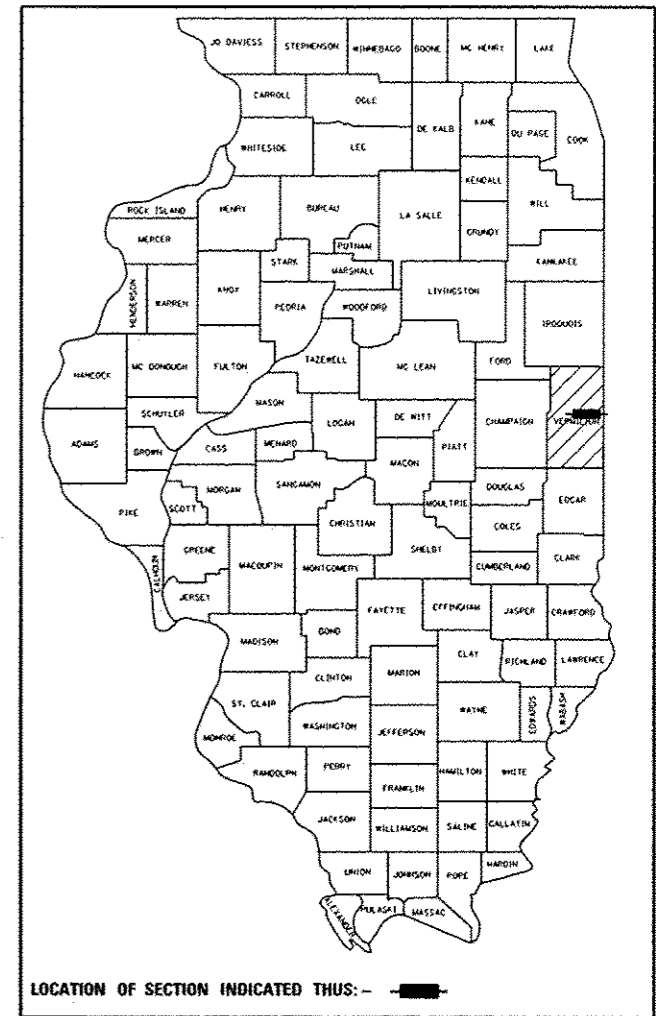 JO DAVIESS STEPHENSON WINNEBAGO BOONE MC HENRY LAKE
CARROLL OGLE DE KALB KANE DU PAGE COOK
WHITESIDE LEE
KENDALL WILL
ROCK ISLAND HENRY BUREAU LA SALLE GRUNDY
MERCER PUTNAM
STARK MARSHALL KANKAKEE
HENDERSON WARREN KNOX PEORIA WOODFORD LIVINGSTON IROQUOIS
HANCOCK MC DONOUGH FULTON TAZEWELL MC LEAN FORD
MASON
SCHUYLER LOGAN DE WITT CHAMPAIGN VERMILION
ADAMS BROWN CASS MENARD PIATT
MACON
MORGAN SANGAMON DOUGLAS
PIKE SCOTT CHRISTIAN MOULTRIE EDGAR
COLES
CALHOUN GREENE MACOUPIN MONTGOMERY SHELBY CUMBERLAND CLARK
JERSEY
FAYETTE EFFINGHAM JASPER CRAWFORD
MADISON BOND
CLAY RICHLAND LAWRENCE
CLINTON MARION
ST. CLAIR WAYNE EDWARDS WABASH
WASHINGTON JEFFERSON
MONROE
RANDOLPH PERRY HAMILTON WHITE
FRANKLIN
JACKSON WILLIAMSON SALINE GALLATIN
UNION JOHNSON POPE HARDIN
ALEXANDER PULASKI MASSAC
LOCATION OF SECTION INDICATED THUS: –